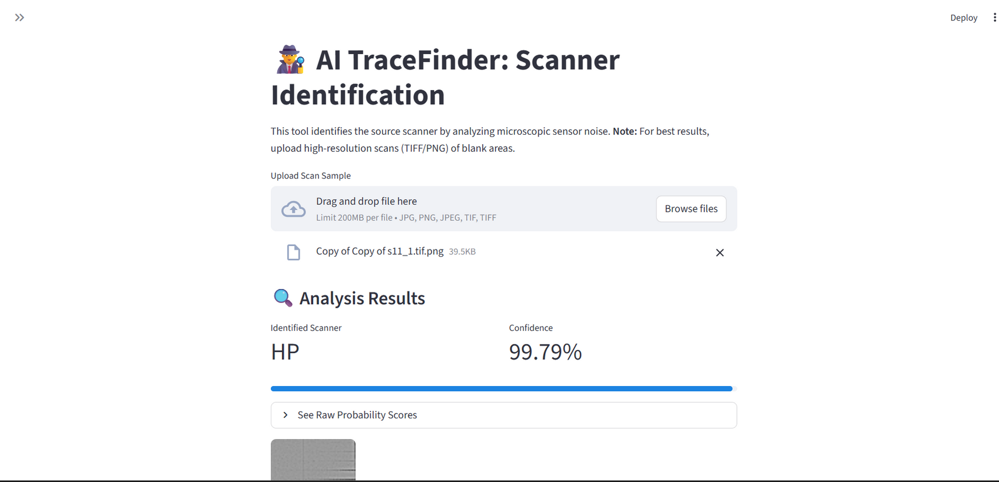 Deploy
AI TraceFinder: Scanner
Identification
This tool identifies the source scanner by analyzing microscopic sensor noise. Note: For best results,
upload high-resolution scans (TIFF/PNG) of blank areas.
Upload Scan Sample
Drag and drop file here
Limit 200MB per file • JPG, PNG, JPEG, TIF, TIFF
Browse files
Copy of Copy of s11_1.tif.png 39.5KB
Analysis Results
Identified Scanner
HP
Confidence
99.79%
See Raw Probability Scores